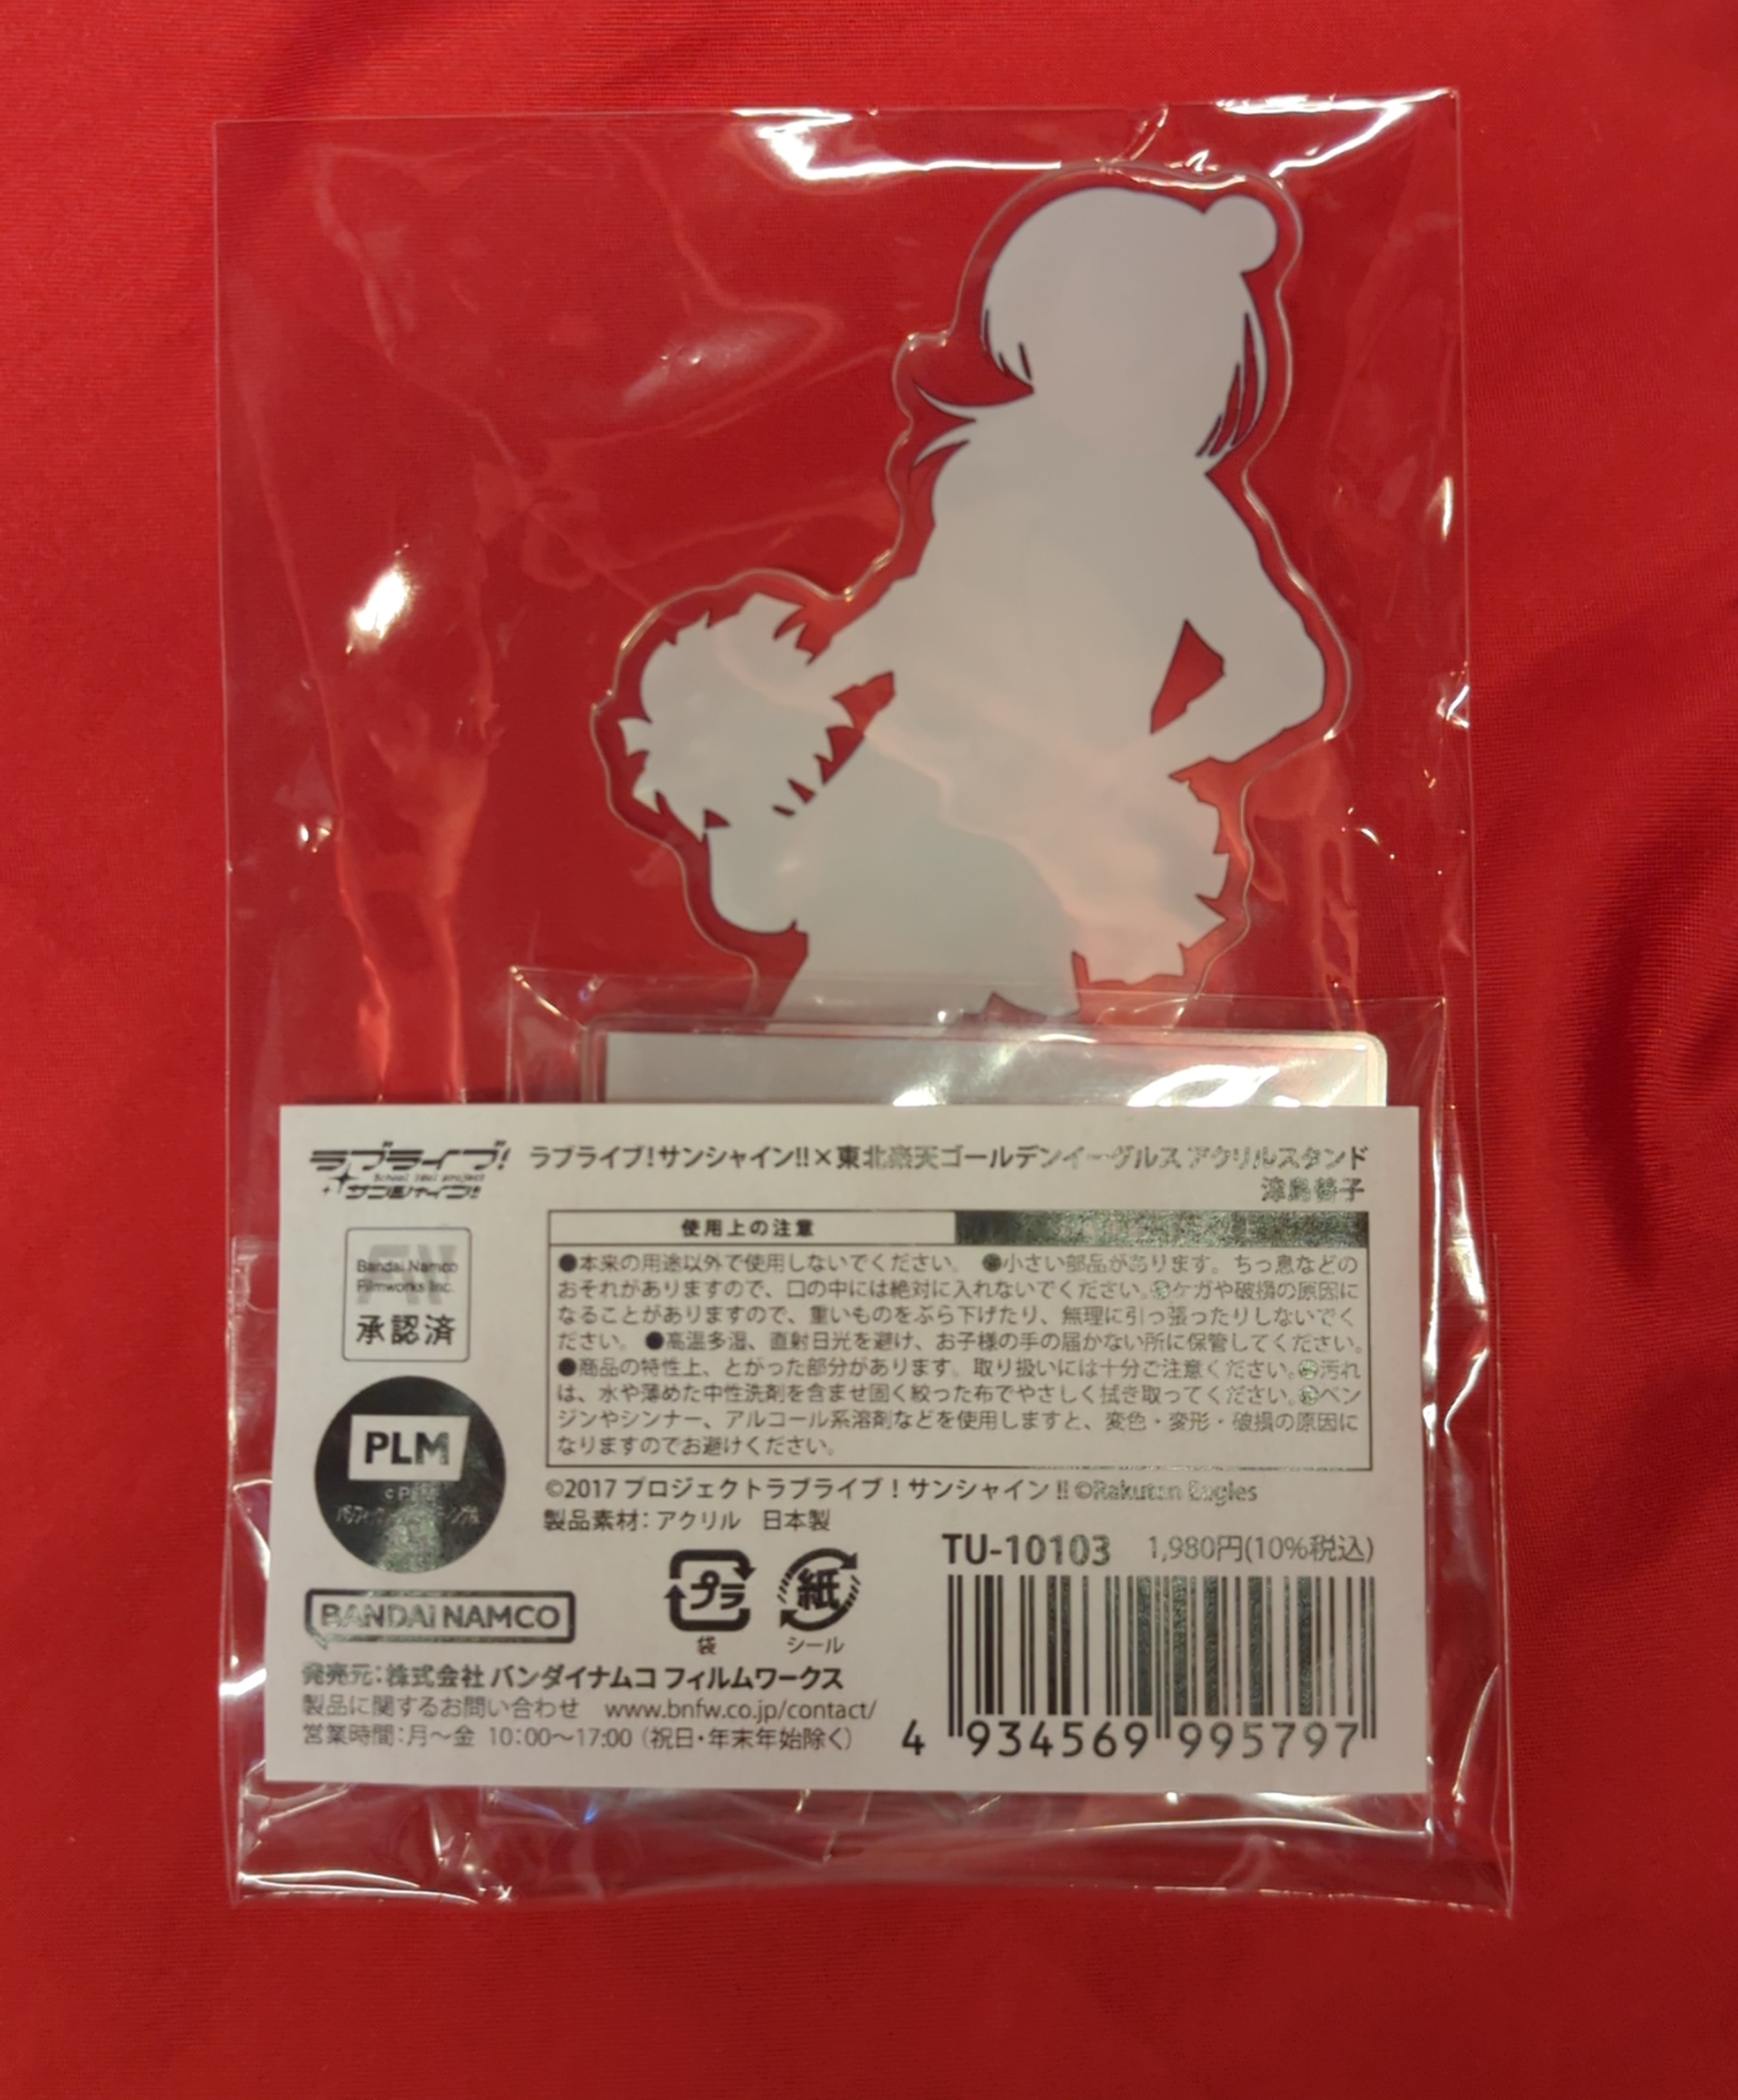 ラブライブ!
School idol project
サンシャイン!!
ラブライブ!サンシャイン!!×東北楽天ゴールデンイーグルス アクリルスタンド
津島善子
Bandai Namco
Filmworks Inc.
承認済
使用上の注意
●本来の用途以外で使用しないでください。 ●小さい部品があります。ちっ息などの
おそれがありますので、口の中には絶対に入れないでください。●ケガや破損の原因に
なることがありますので、重いものをぶら下げたり、無理に引っ張ったりしないでく
ださい。 ●高温多湿、直射日光を避け、お子様の手の届かない所に保管してください。
●商品の特性上、とがった部分があります。取り扱いには十分ご注意ください。●汚れ
は、水や薄めた中性洗剤を含ませ固く絞った布でやさしく拭き取ってください。●ベン
ジンやシンナー、アルコール系溶剤などを使用しますと、変色・変形・破損の原因に
なりますのでお避けください。
PLM
©2017 プロジェクトラブライブ!サンシャイン!! ©Rakuten Eagles
製品素材:アクリル 日本製
TU-10103 1,980円(10%税込)
プラ
袋
紙
シール
BANDAI NAMCO
発売元:株式会社 バンダイナムコ フィルムワークス
製品に関するお問い合わせ www.bnfw.co.jp/contact/
営業時間:月～金 10:00～17:00 (祝日・年末年始除く)
4 934569 995797